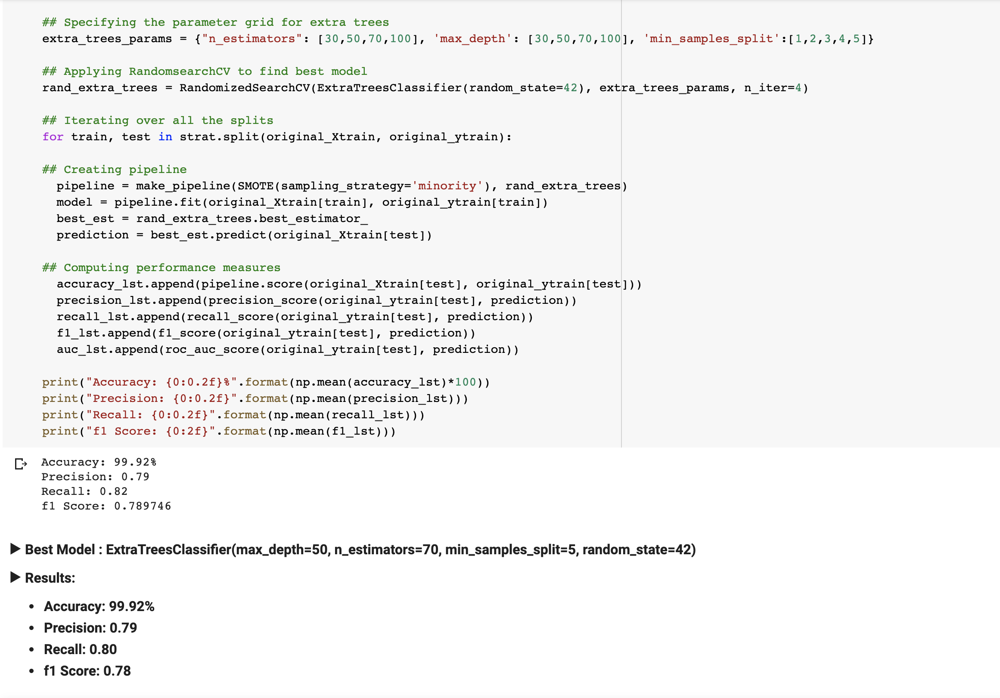 ## Specifying the parameter grid for extra trees
extra_trees_params = {"n_estimators": [30,50,70,100], 'max_depth': [30,50,70,100], 'min_samples_split':[1,2,3,4,5]}
## Applying RandomsearchCV to find best model
rand_extra_trees = RandomizedSearchCV(ExtraTreesClassifier(random_state=42), extra_trees_params, n_iter=4)
## Iterating over all the splits
for train, test in strat.split(original_Xtrain, original_ytrain):
## Creating pipeline
pipeline = make_pipeline(SMOTE(sampling_strategy='minority'), rand_extra_trees)
model = pipeline.fit(original_Xtrain[train], original_ytrain[train])
best_est = rand_extra_trees.best_estimator_
prediction = best_est.predict(original_Xtrain[test])
## Computing performance measures
accuracy_lst.append(pipeline.score(original_Xtrain[test], original_ytrain[test]))
precision_lst.append(precision_score(original_ytrain[test], prediction))
recall_lst.append(recall_score(original_ytrain[test], prediction))
f1_lst.append(f1_score(original_ytrain[test], prediction))
auc_lst.append(roc_auc_score(original_ytrain[test], prediction))
print("Accuracy: {0:0.2f}%".format(np.mean(accuracy_lst)*100))
print("Precision: {0:0.2f}".format(np.mean(precision_lst)))
print("Recall: {0:0.2f}".format(np.mean(recall_lst)))
print("f1 Score: {0:2f}".format(np.mean(f1_lst)))
Accuracy: 99.92%
Precision: 0.79
Recall: 0.82
f1 Score: 0.789746
▶ Best Model : ExtraTreesClassifier(max_depth=50, n_estimators=70, min_samples_split=5, random_state=42)
▶ Results:
• Accuracy: 99.92%
• Precision: 0.79
• Recall: 0.80
• f1 Score: 0.78